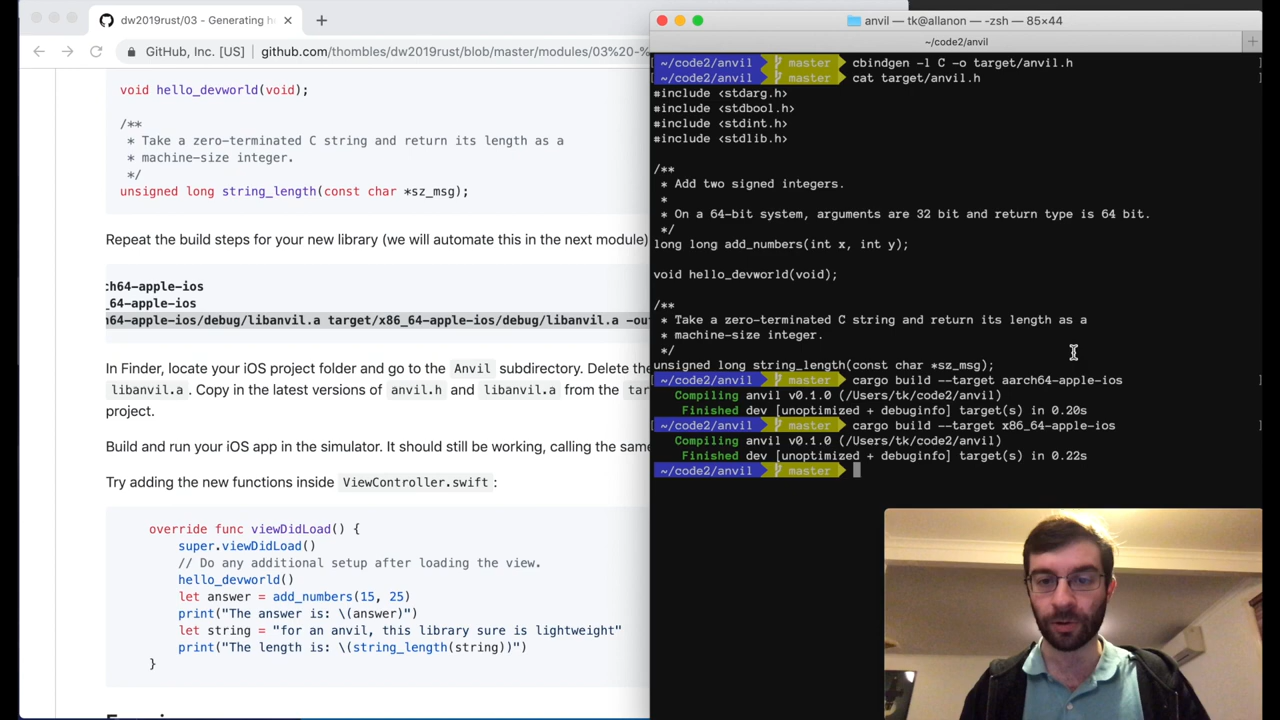 dw2019rust/03 - Generating he
GitHub, Inc. [US]
github.com/thombles/dw2019rust/blob/master/modules/03%20-%
void hello_devworld(void);
/**
* Take a zero-terminated C string and return its length as a
* machine-size integer.
*/
unsigned long string_length(const char *sz_msg);
Repeat the build steps for your new library (we will automate this in the next module)
ch64-apple-ios
_64-apple-ios
h64-apple-ios/debug/libanvil.a target/x86_64-apple-ios/debug/libanvil.a -ou
In Finder, locate your iOS project folder and go to the Anvil subdirectory. Delete the
libanvil.a . Copy in the latest versions of anvil.h and libanvil.a from the tar
project.
Build and run your iOS app in the simulator. It should still be working, calling the same
Try adding the new functions inside ViewController.swift :
override func viewDidLoad() {
super.viewDidLoad()
// Do any additional setup after loading the view.
hello_devworld()
let answer = add_numbers(15, 25)
print("The answer is: \(answer)")
let string = "for an anvil, this library sure is lightweight"
print("The length is: \(string_length(string))")
}
anvil — tk@allanon — -zsh — 85×44
~/code2/anvil
~/code2/anvil master cbindgen -l C -o target/anvil.h
~/code2/anvil master cat target/anvil.h
#include <stdarg.h>
#include <stdbool.h>
#include <stdint.h>
#include <stdlib.h>
/**
* Add two signed integers.
*
* On a 64-bit system, arguments are 32 bit and return type is 64 bit.
*/
long long add_numbers(int x, int y);
void hello_devworld(void);
/**
* Take a zero-terminated C string and return its length as a
* machine-size integer.
*/
unsigned long string_length(const char *sz_msg);
~/code2/anvil master cargo build --target aarch64-apple-ios
Compiling anvil v0.1.0 (/Users/tk/code2/anvil)
Finished dev [unoptimized + debuginfo] target(s) in 0.20s
~/code2/anvil master cargo build --target x86_64-apple-ios
Compiling anvil v0.1.0 (/Users/tk/code2/anvil)
Finished dev [unoptimized + debuginfo] target(s) in 0.22s
~/code2/anvil master